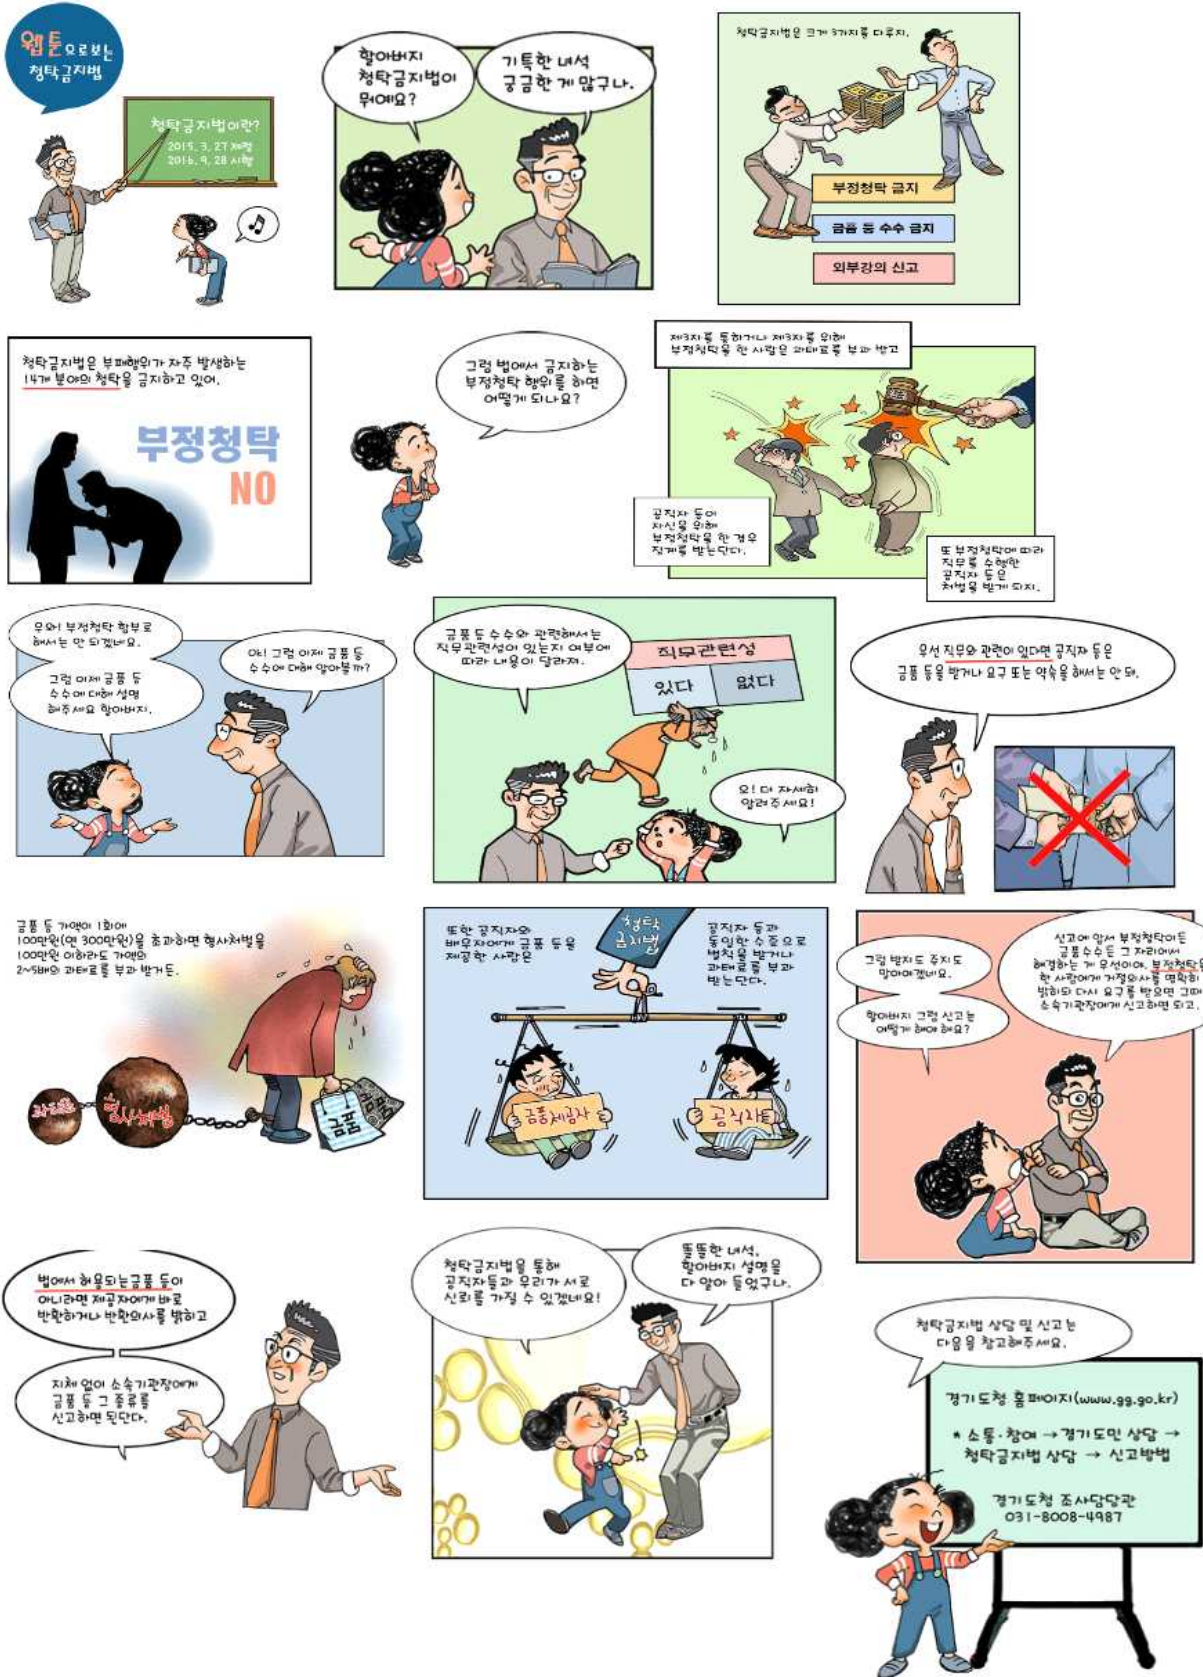 웹툰으로보는
청탁금지법
청탁금지법이란?
2015. 3. 27 제정
2016. 9. 28 시행
할아버지
청탁금지법이
뭐예요?
기특한 녀석
궁금한 게 많구나.
청탁금지법은 크게 3가지를 다루지.
부정청탁 금지
금품 등 수수 금지
외부강의 신고
청탁금지법은 부패행위가 자주 발생하는
14개 분야의 청탁을 금지하고 있어.
부정청탁
NO
그럼 법에서 금지하는
부정청탁 행위를 하면
어떻게 되나요?
제3자를 통하거나 제3자를 위해
부정청탁을 한 사람은 과태료를 부과 받고
공직자 등이
자신을 위해
부정청탁을 한 경우
징계를 받는단다.
또 부정청탁에 따라
직무를 수행한
공직자 등은
처벌을 받게 되지.
우와! 부정청탁 함부로
해서는 안 되겠네요.
그럼 이제 금품 등
수수에 대해 설명
해주세요 할아버지.
야! 그럼 이제 금품 등
수수에 대해 알아볼까?
금품등 수수와 관련해서는
직무관련성이 있는지 여부에
따라 내용이 달라져.
직무관련성
있다
없다
오! 더 자세히
알려주세요!
우선 직무와 관련이 있다면 공직자 등은
금품 등을 받거나 요구 또는 약속을 해서는 안 돼.
금품 등 가액이 1회에
100만원(연 300만원)을 초과하면 형사처벌을
100만원 이하라도 가액의
2~5배의 과태료를 부과 받거든.
과태료
형사처벌
금품
금품
또한 공직자와
배우자에게 금품 등을
제공한 사람은
청탁
금지법
공직자 등과
동일한 수준으로
벌칙을 받거나
과태료를 부과
받는단다.
금품제공자
공직자
그럼 받지도 주지도
말아야겠네요.
할아버지 그럼 신고는
어떻게 해야 해요?
신고에 앞서 부정청탁이든
금품수수든 그 자리에서
해결하는 게 우선이야. 부정청탁을
한 사람에게 거절의사를 명확히
밝히되 다시 요구를 받으면 그때
소속기관장에게 신고하면 되고.
법에서 허용되는금품 등이
아니라면 제공자에게 바로
반환하거나 반환의사를 밝히고
지체 없이 소속기관장에게
금품 등 그 종류를
신고하면 된단다.
청탁금지법을 통해
공직자들과 우리가 서로
신뢰를 가질 수 있겠네요!
똘똘한 녀석,
할아버지 설명을
다 알아 들었구나.
청탁금지법 상담 및 신고는
다음을 참고해주세요.
경기도청 홈페이지(www.gg.go.kr)
* 소통·참여 → 경기도민 상담 →
청탁금지법 상담 → 신고방법
경기도청 조사담당관
031-8008-4987